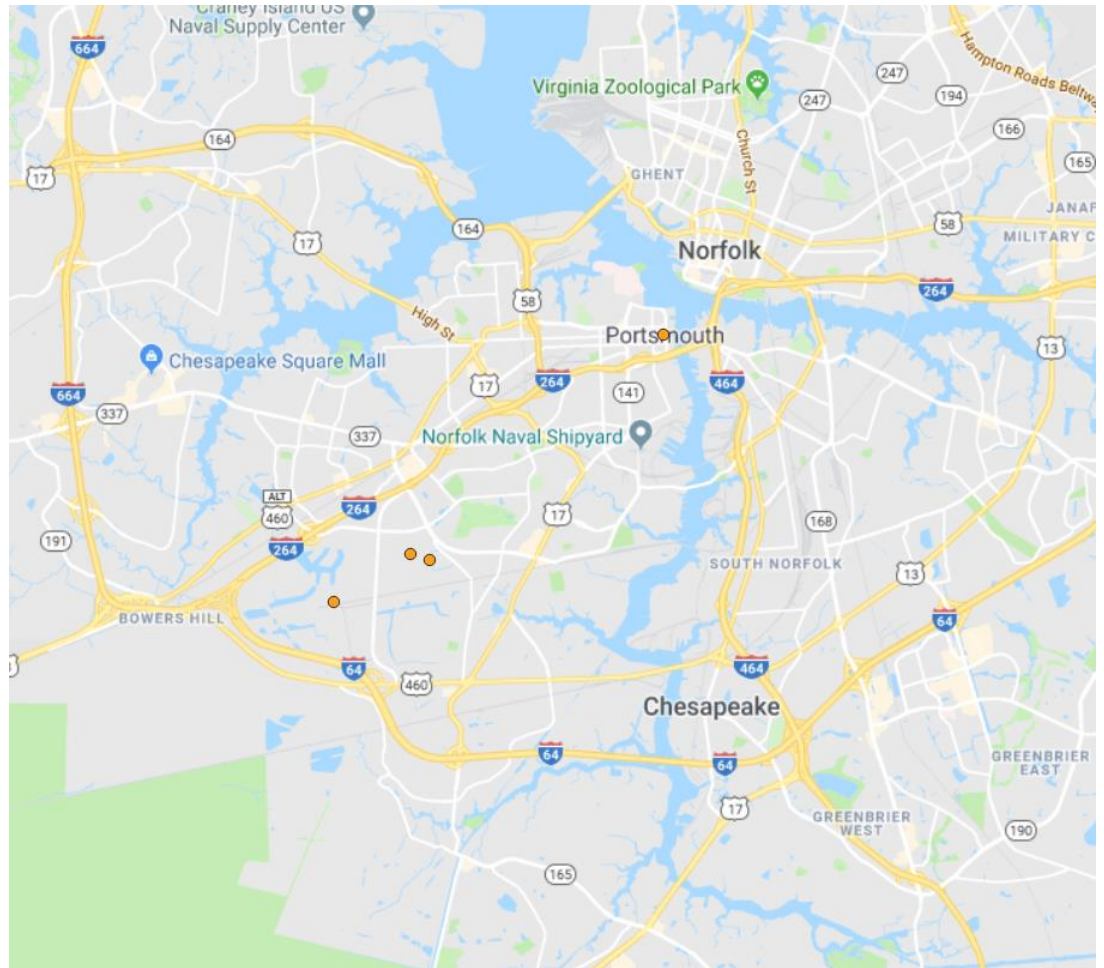 Craney Island US
Naval Supply Center
664
Hampton Roads Beltway
247
Virginia Zoological Park
247
194
164
166
165
17
Church St
GHENT
JANAF
58
MILITARY C
164
17
Norfolk
264
58
High St
Portsmouth
13
Chesapeake Square Mall
17
264
464
664
141
337
337
Norfolk Naval Shipyard
ALT
460
264
17
168
191
264
SOUTH NORFOLK
13
BOWERS HILL
64
64
464
460
Chesapeake
64
64
GREENBRIER
EAST
17
GREENBRIER
WEST
190
165